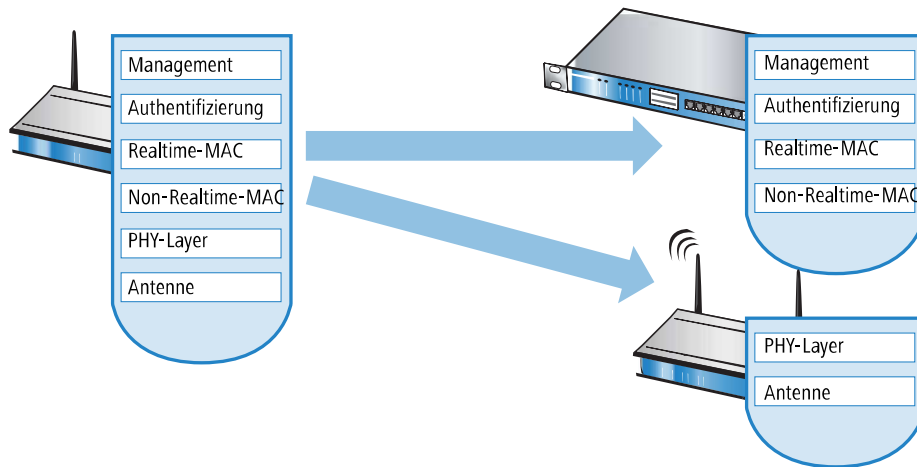 Management
Authentifizierung
Realtime-MAC
Non-Realtime-MAC
PHY-Layer
Antenne
Management
Authentifizierung
Realtime-MAC
Non-Realtime-MAC
PHY-Layer
Antenne